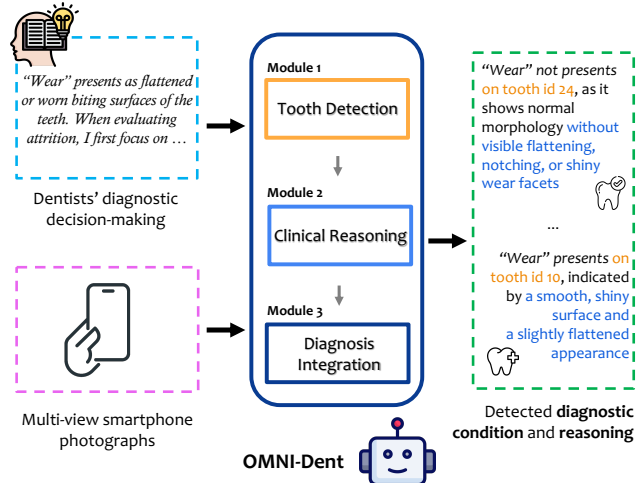 “Wear” presents as flattened
or worn biting surfaces of the
teeth. When evaluating
attrition, I first focus on …
Dentists’ diagnostic
decision-making
Multi-view smartphone
photographs
Module 1
Tooth Detection
Module 2
Clinical Reasoning
Module 3
Diagnosis
Integration
OMNI-Dent
“Wear” not presents
on tooth id 24, as it
shows normal
morphology without
visible flattening,
notching, or shiny
wear facets
...
“Wear” presents on
tooth id 10, indicated
by a smooth, shiny
surface and
a slightly flattened
appearance
Detected diagnostic
condition and reasoning